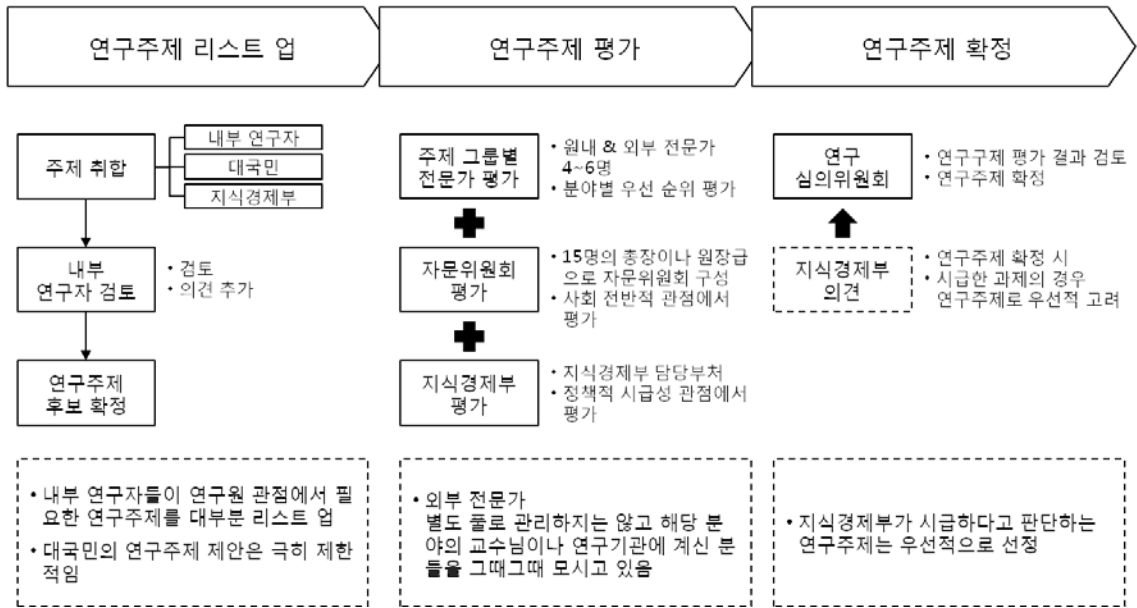 연구주제 리스트 업
연구주제 평가
연구주제 확정
주제 취합
내부 연구자
대국민
지식경제부
내부
연구자 검토
• 검토
• 의견 추가
연구주제
후보 확정
주제 그룹별
전문가 평가
• 원내 & 외부 전문가
4~6명
• 분야별 우선 순위 평가
자문위원회
평가
• 15명의 총장이나 원장급
으로 자문위원회 구성
• 사회 전반적 관점에서
평가
지식경제부
평가
• 지식경제부 담당부처
• 정책적 시급성 관점에서
평가
연구
심의위원회
• 연구구제 평가 결과 검토
• 연구주제 확정
지식경제부
의견
• 연구주제 확정 시
• 시급한 과제의 경우
연구주제로 우선적 고려
• 내부 연구자들이 연구원 관점에서 필
요한 연구주제를 대부분 리스트 업
• 대국민의 연구주제 제안은 극히 제한
적임
• 외부 전문가
별도 풀로 관리하지는 않고 해당 분
야의 교수님이나 연구기관에 계신 분
들을 그때그때 모시고 있음
• 지식경제부가 시급하다고 판단하는
연구주제는 우선적으로 선정